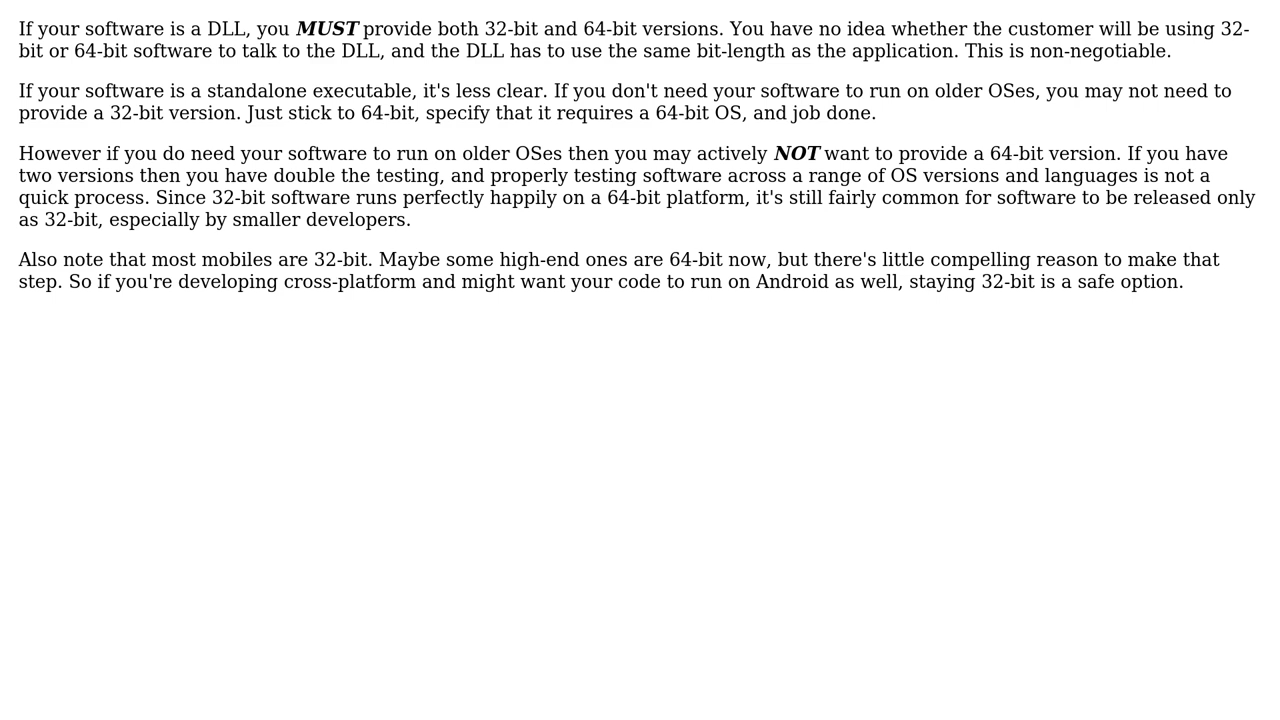 If your software is a DLL, you MUST provide both 32-bit and 64-bit versions. You have no idea whether the customer will be using 32-
bit or 64-bit software to talk to the DLL, and the DLL has to use the same bit-length as the application. This is non-negotiable.
If your software is a standalone executable, it's less clear. If you don't need your software to run on older OSes, you may not need to
provide a 32-bit version. Just stick to 64-bit, specify that it requires a 64-bit OS, and job done.
However if you do need your software to run on older OSes then you may actively NOT want to provide a 64-bit version. If you have
two versions then you have double the testing, and properly testing software across a range of OS versions and languages is not a
quick process. Since 32-bit software runs perfectly happily on a 64-bit platform, it's still fairly common for software to be released only
as 32-bit, especially by smaller developers.
Also note that most mobiles are 32-bit. Maybe some high-end ones are 64-bit now, but there's little compelling reason to make that
step. So if you're developing cross-platform and might want your code to run on Android as well, staying 32-bit is a safe option.